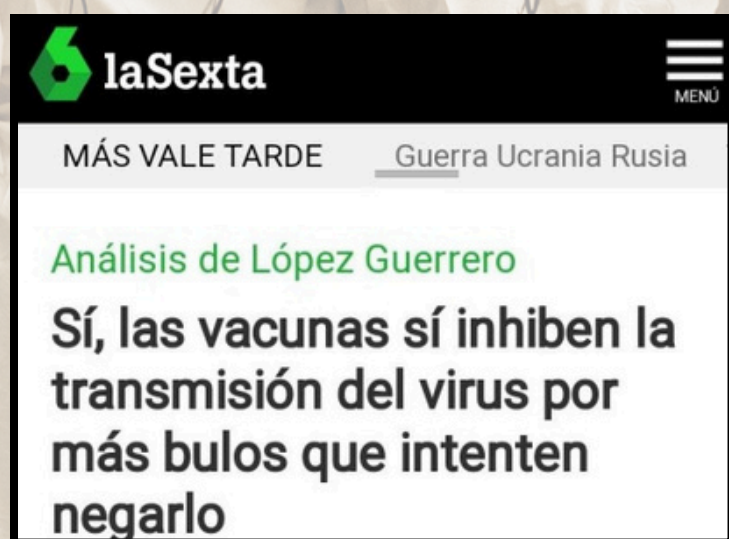 laSexta
MENÚ
MÁS VALE TARDE
Guerra Ucrania Rusia
Análisis de López Guerrero
Sí, las vacunas sí inhiben la
transmisión del virus por
más bulos que intenten
negarlo